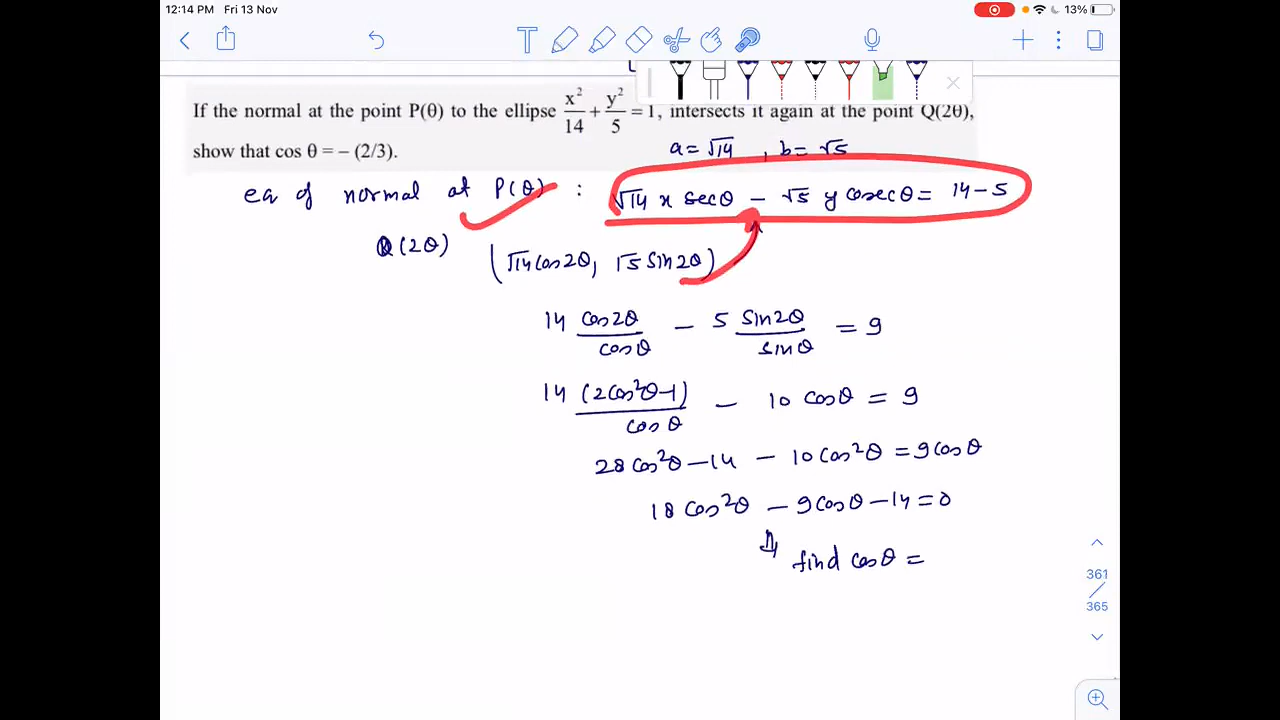 12:14 PM Fri 13 Nov 13%
If the normal at the point P(θ) to the ellipse x²/14 + y²/5 = 1, intersects it again at the point Q(2θ),
show that cos θ = – (2/3).
a = √14 , b = √5
eq of normal at P(θ) : √14 x secθ – √5 y cosecθ = 14 – 5
Q(2θ) (√14 cos2θ, √5 sin2θ)
14 cos2θ/cosθ – 5 sin2θ/sinθ = 9
14 (2cos²θ-1)/cosθ – 10 cosθ = 9
28 cos²θ – 14 – 10 cos²θ = 9 cosθ
18 cos²θ – 9 cosθ – 14 = 0
⇓ find cosθ =
361
/
365